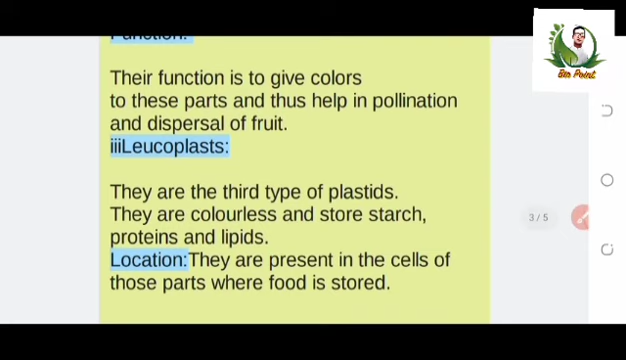 Function:
Their function is to give colors
to these parts and thus help in pollination
and dispersal of fruit.
iiiLeucoplasts:
They are the third type of plastids.
They are colourless and store starch,
proteins and lipids.
Location:They are present in the cells of
those parts where food is stored.
3/5
Bio Point